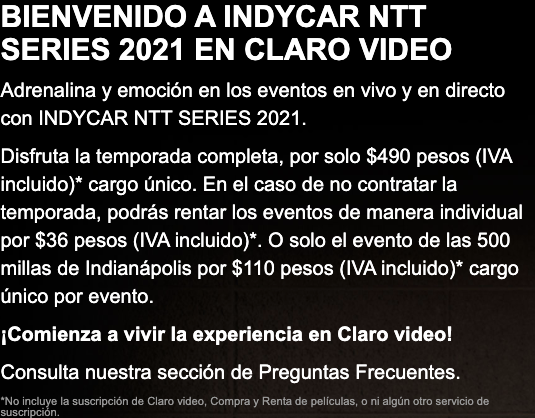 BIENVENIDO A INDYCAR NTT
SERIES 2021 EN CLARO VIDEO
Adrenalina y emoción en los eventos en vivo y en directo
con INDYCAR NTT SERIES 2021.
Disfruta la temporada completa, por solo $490 pesos (IVA
incluido)* cargo único. En el caso de no contratar la
temporada, podrás rentar los eventos de manera individual
por $36 pesos (IVA incluido)*. O solo el evento de las 500
millas de Indianápolis por $110 pesos (IVA incluido)* cargo
único por evento.
¡Comienza a vivir la experiencia en Claro video!
Consulta nuestra sección de Preguntas Frecuentes.
*No incluye la suscripción de Claro video, Compra y Renta de películas, o ni algún otro servicio de
suscripción.